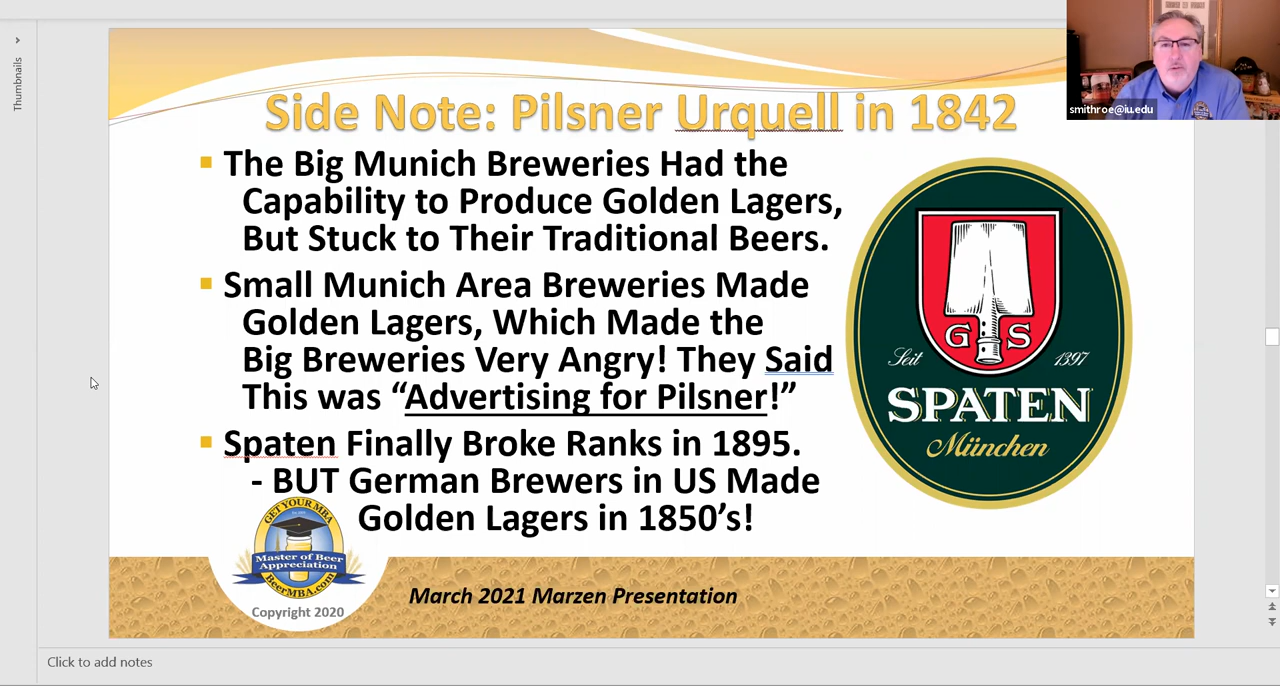 Thumbnails
smithroe@iu.edu
Side Note: Pilsner Urquell in 1842
The Big Munich Breweries Had the
Capability to Produce Golden Lagers,
But Stuck to Their Traditional Beers.
Small Munich Area Breweries Made
Golden Lagers, Which Made the
Big Breweries Very Angry! They Said
This was “Advertising for Pilsner!”
Spaten Finally Broke Ranks in 1895.
- BUT German Brewers in US Made
Golden Lagers in 1850’s!
G S
Seit 1397
SPATEN
München
GET YOUR MBA
Master of Beer
Appreciation
BeerMBA.com
Copyright 2020
March 2021 Marzen Presentation
Click to add notes